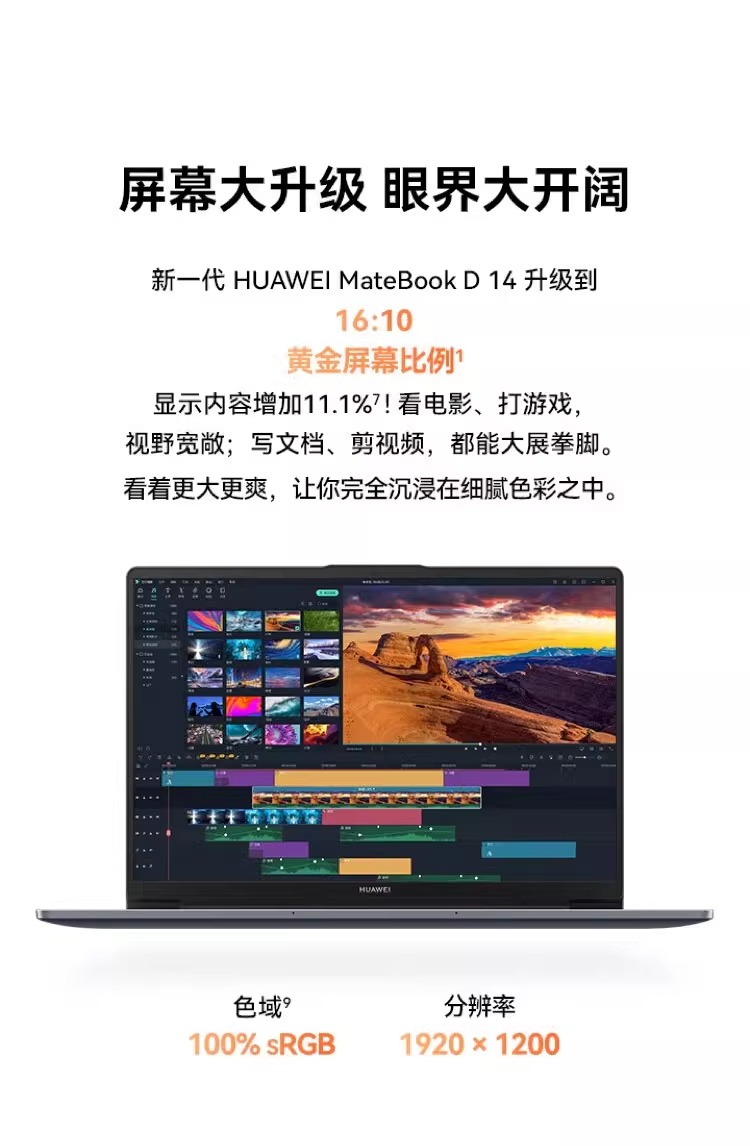 屏幕大升级 眼界大开阔
新一代 HUAWEI MateBook D 14 升级到
16:10
黄金屏幕比例¹
显示内容增加11.1%⁷！看电影、打游戏，
视野宽敞；写文档、剪视频，都能大展拳脚。
看着更大更爽，让你完全沉浸在细腻色彩之中。
HUAWEI
色域⁹ 分辨率
100% sRGB 1920 × 1200